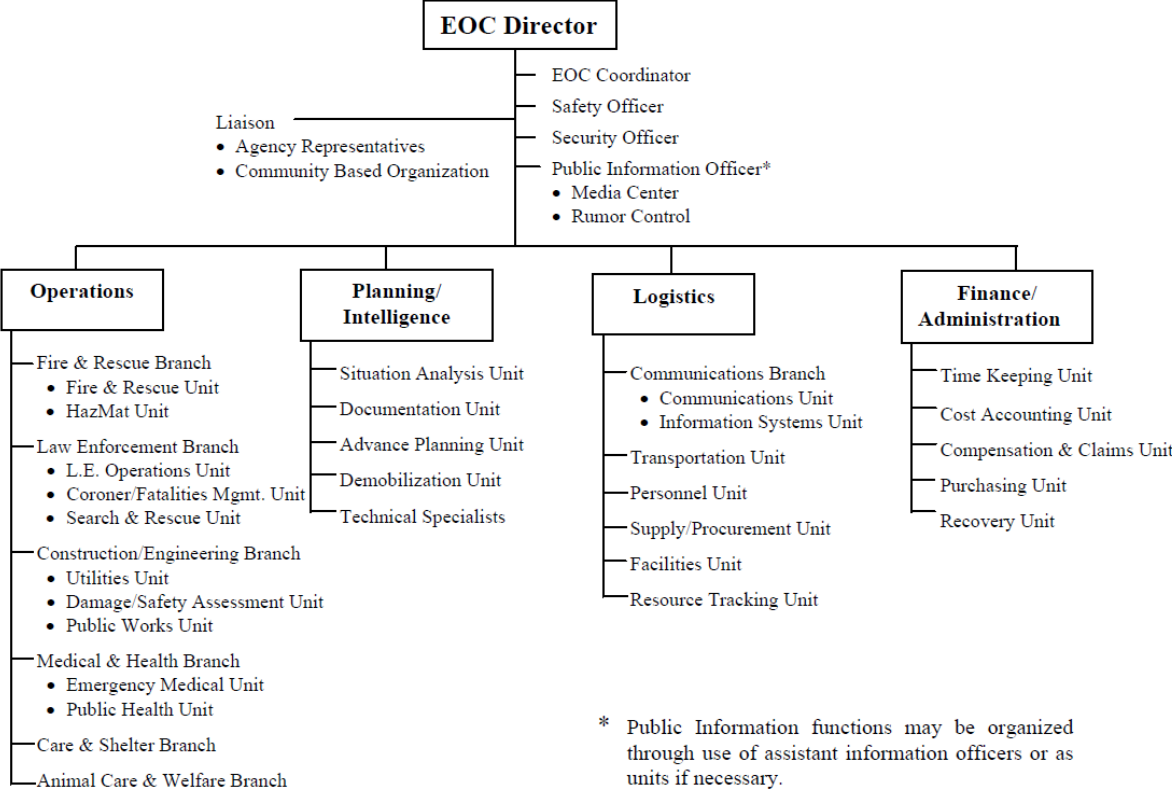 EOC Director
EOC Coordinator
Safety Officer
Security Officer
Public Information Officer*
• Media Center
• Rumor Control
Liaison
• Agency Representatives
• Community Based Organization
Operations
Fire & Rescue Branch
• Fire & Rescue Unit
• HazMat Unit
Law Enforcement Branch
• L.E. Operations Unit
• Coroner/Fatalities Mgmt. Unit
• Search & Rescue Unit
Construction/Engineering Branch
• Utilities Unit
• Damage/Safety Assessment Unit
• Public Works Unit
Medical & Health Branch
• Emergency Medical Unit
• Public Health Unit
Care & Shelter Branch
Animal Care & Welfare Branch
Planning/
Intelligence
Situation Analysis Unit
Documentation Unit
Advance Planning Unit
Demobilization Unit
Technical Specialists
Logistics
Communications Branch
• Communications Unit
• Information Systems Unit
Transportation Unit
Personnel Unit
Supply/Procurement Unit
Facilities Unit
Resource Tracking Unit
Finance/
Administration
Time Keeping Unit
Cost Accounting Unit
Compensation & Claims Unit
Purchasing Unit
Recovery Unit
* Public Information functions may be organized
through use of assistant information officers or as
units if necessary.